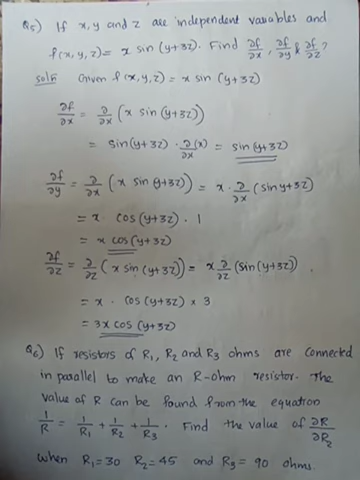 Q5) If x, y and z are independent variables and
f(x, y, z) = x sin (y+3z). Find ∂f/∂x, ∂f/∂y & ∂f/∂z?
soln Given f(x, y, z) = x sin (y+3z)
∂f/∂x = ∂/∂x (x sin (y+3z))
= sin(y+3z) · ∂/∂x (x) = sin (y+3z)
∂f/∂y = ∂/∂x (x sin (y+3z)) = x · ∂/∂x (sin y+3z)
= x · cos (y+3z) · 1
= x cos (y+3z)
∂f/∂z = ∂/∂z (x sin (y+3z)) = x ∂/∂z (sin (y+3z)) .
= x · cos (y+3z) × 3
= 3x cos (y+3z)
Q6) If resistors of R1, R2 and R3 ohms are connected
in parallel to make an R-ohm resistor. The
value of R can be found from the equation
1/R = 1/R1 + 1/R2 + 1/R3 . Find the value of ∂R/∂R2
when R1=30 R2=45 and R3= 90 ohms.